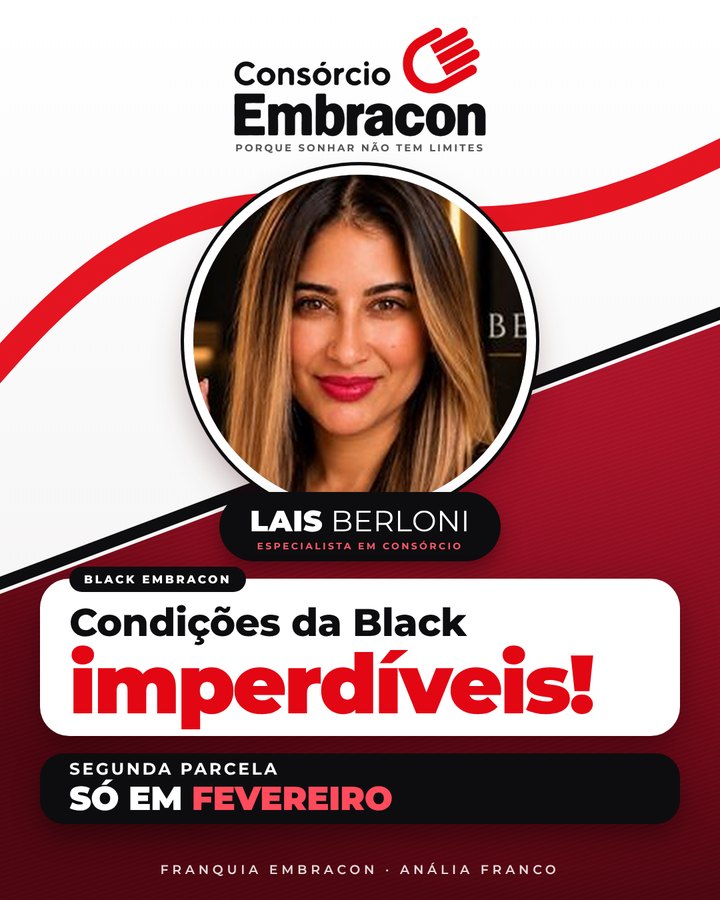 Consórcio
Embracon
PORQUE SONHAR NÃO TEM LIMITES
BE
LAIS BERLONI
ESPECIALISTA EM CONSÓRCIO
BLACK EMBRACON
Condições da Black
imperdíveis!
SEGUNDA PARCELA
SÓ EM FEVEREIRO
FRANQUIA EMBRACON · ANÁLIA FRANCO